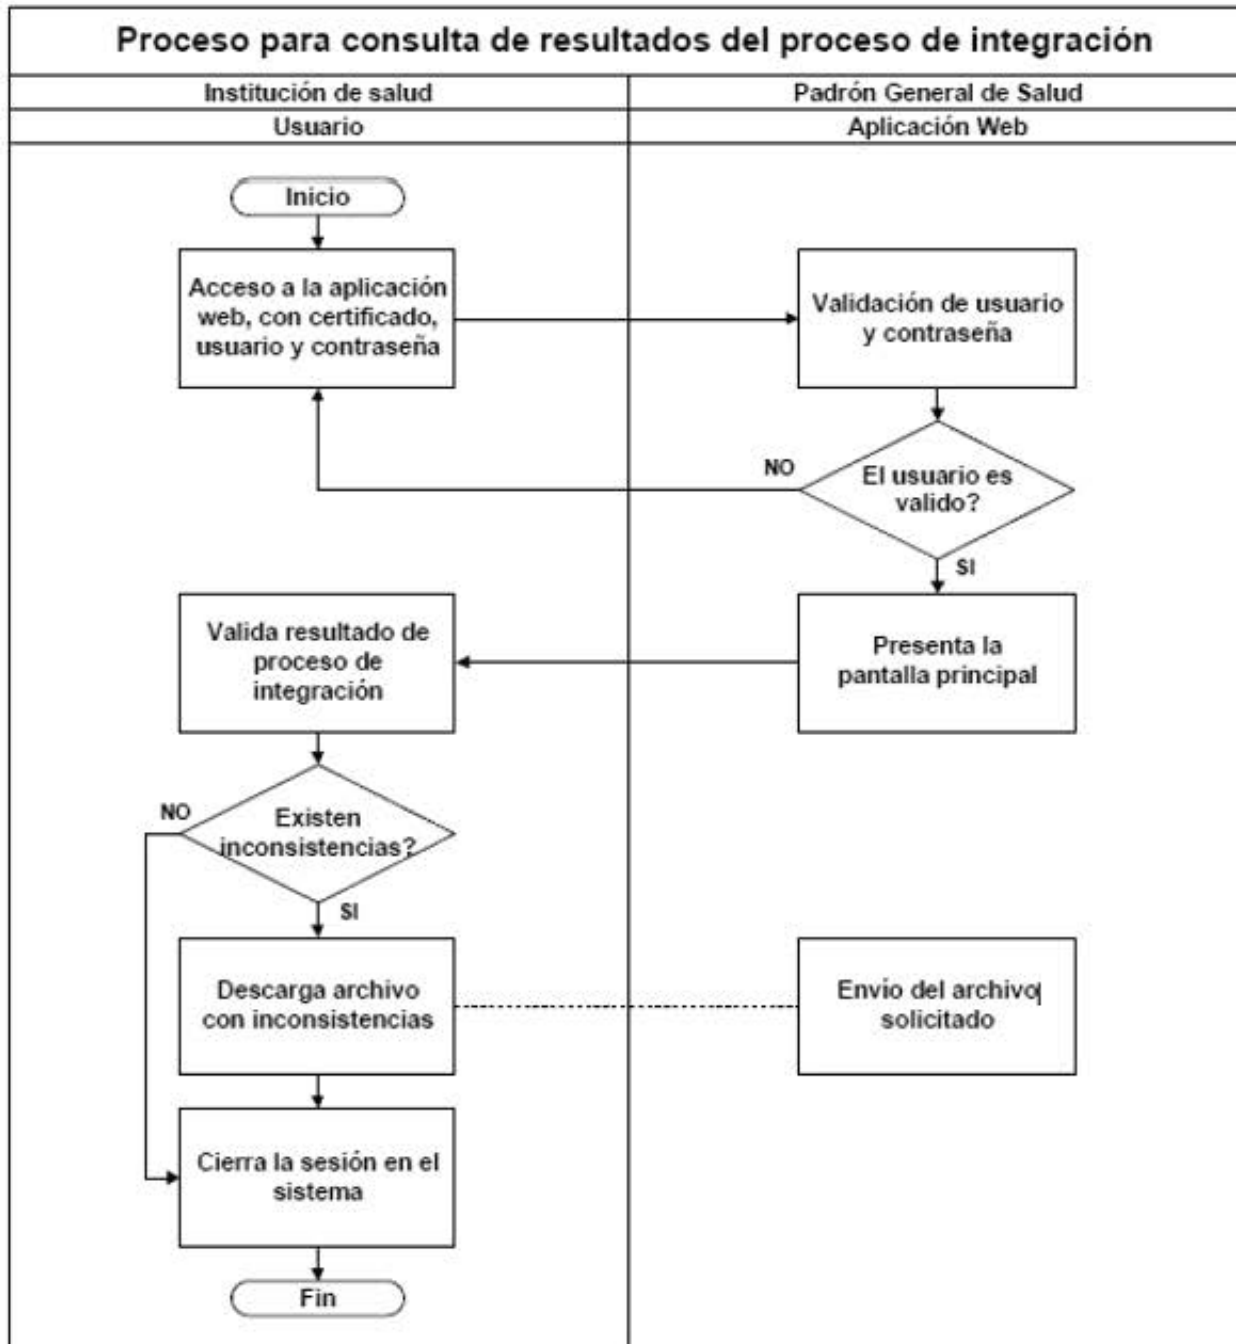 Proceso para consulta de resultados del proceso de integración
Institución de salud
Padrón General de Salud
Usuario
Aplicación Web
Inicio
Acceso a la aplicación
web, con certificado,
usuario y contraseña
Validación de usuario
y contraseña
NO
El usuario es
valido?
SI
Valida resultado de
proceso de
integración
Presenta la
pantalla principal
NO
Existen
inconsistencias?
SI
Descarga archivo
con inconsistencias
Envío del archivo
solicitado
Cierra la sesión en el
sistema
Fin